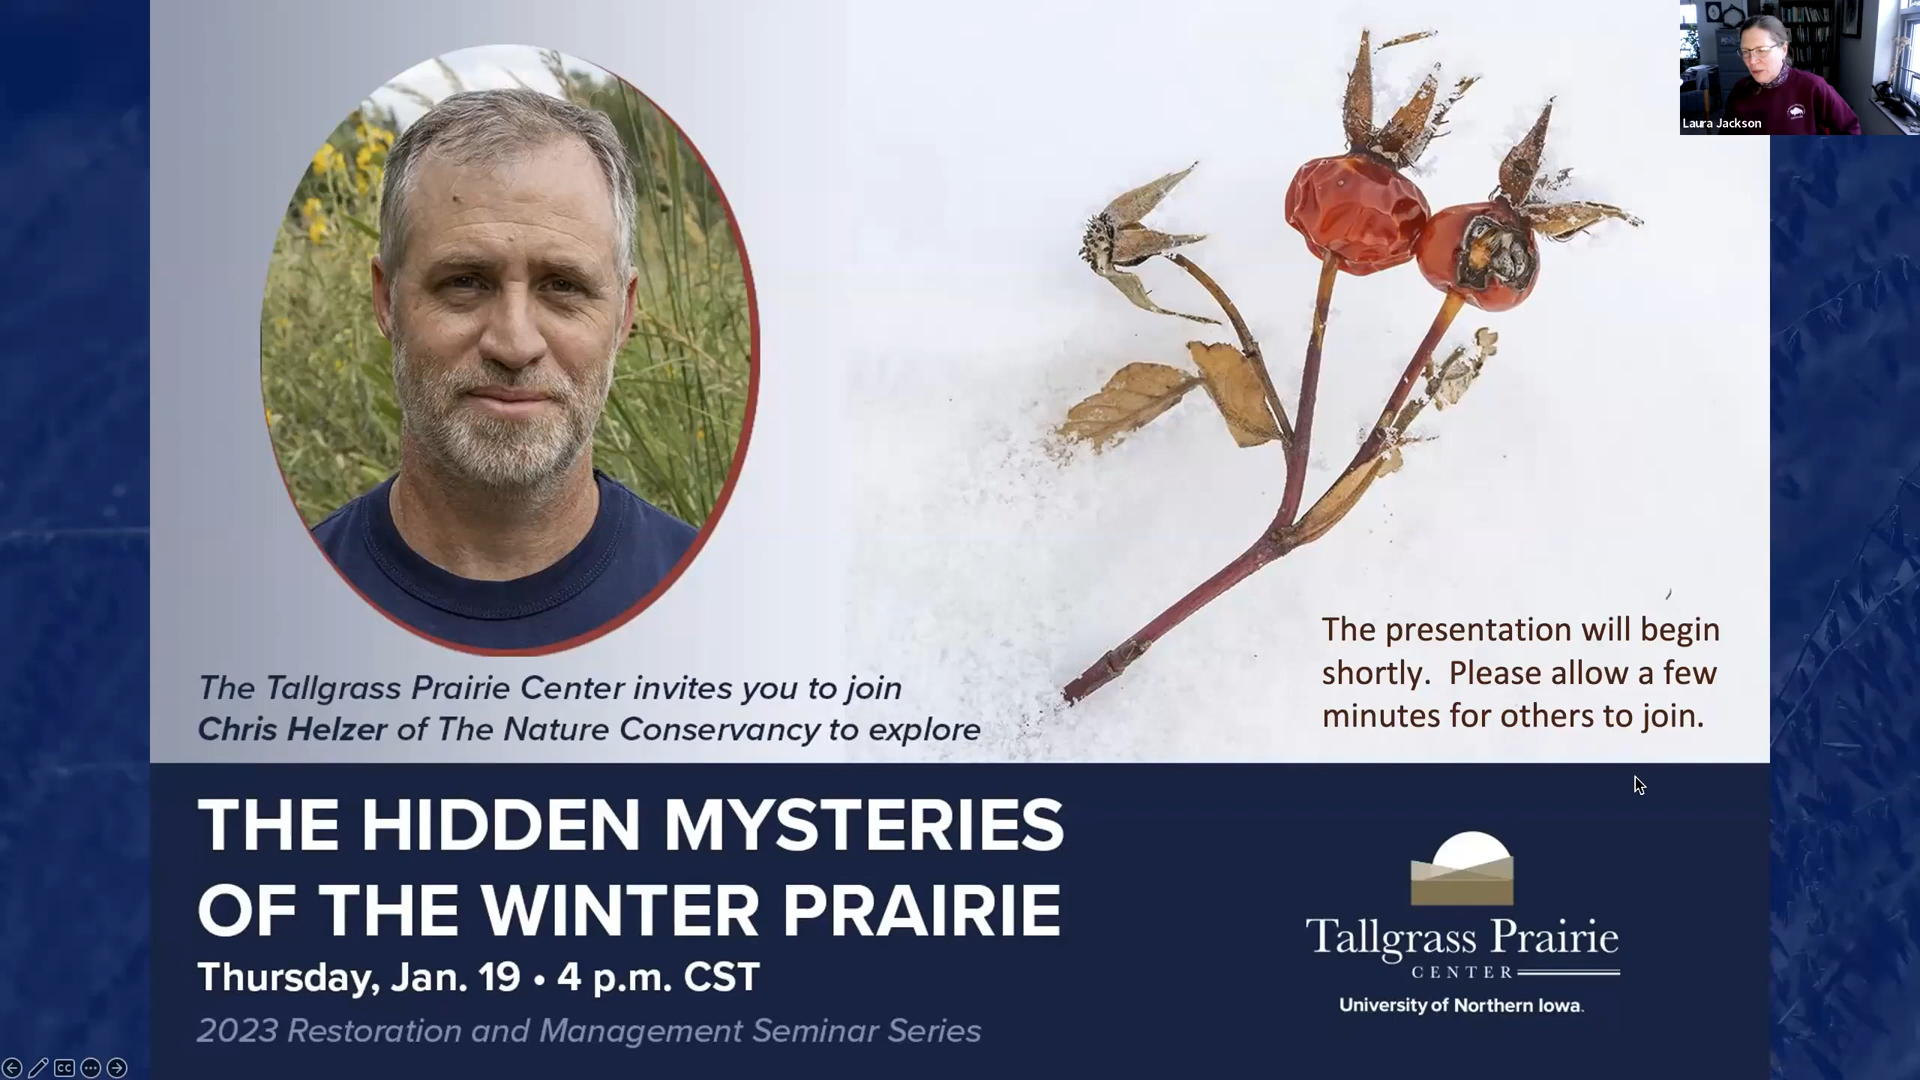 Laura Jackson
The Tallgrass Prairie Center invites you to join
Chris Helzer of The Nature Conservancy to explore
The presentation will begin
shortly.  Please allow a few
minutes for others to join.
THE HIDDEN MYSTERIES
OF THE WINTER PRAIRIE
Thursday, Jan. 19 • 4 p.m. CST
2023 Restoration and Management Seminar Series
Tallgrass Prairie
CENTER
University of Northern Iowa.
CC